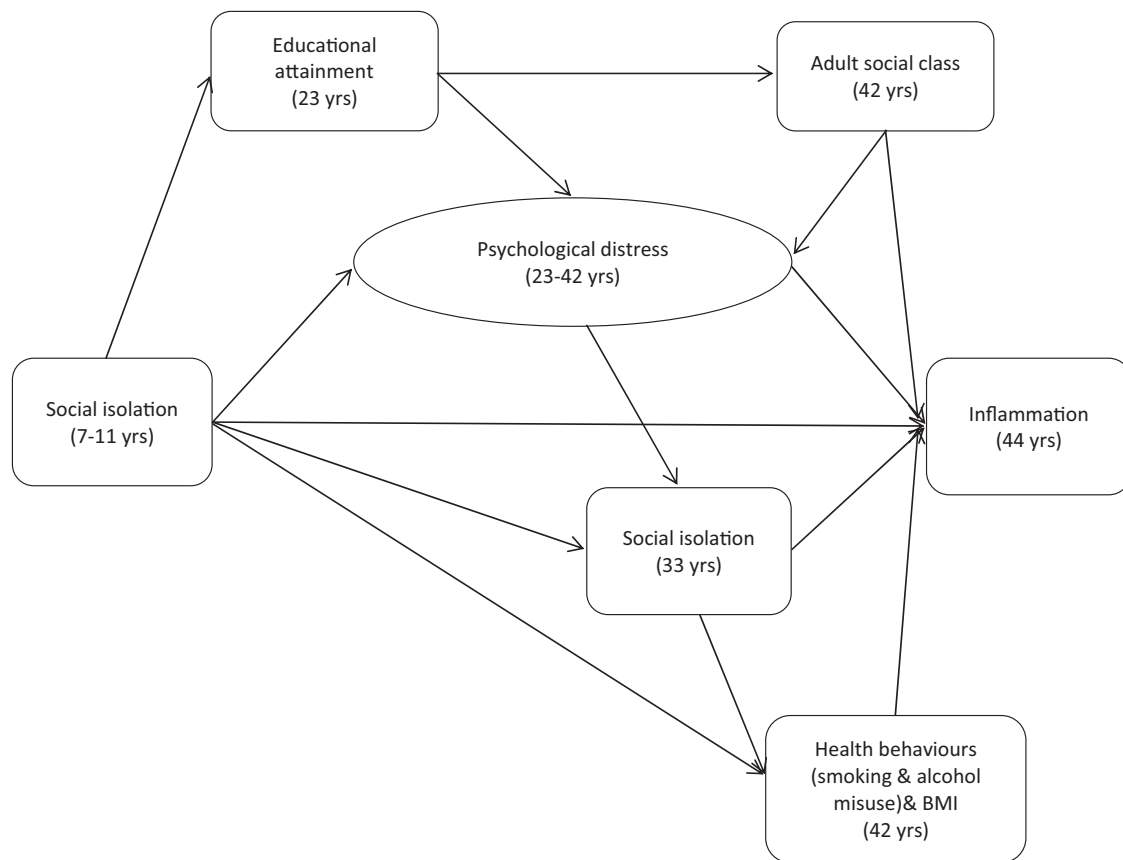 Educational
attainment
(23 yrs)
Adult social class
(42 yrs)
Psychological distress
(23-42 yrs)
Social isolation
(7-11 yrs)
Inflammation
(44 yrs)
Social isolation
(33 yrs)
Health behaviours
(smoking & alcohol
misuse)& BMI
(42 yrs)